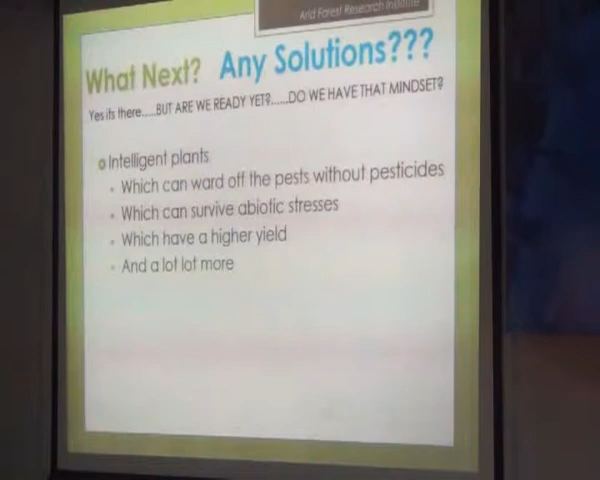 Arid Forest Research Institute
What Next? Any Solutions???
Yes its there.....BUT ARE WE READY YET?......DO WE HAVE THAT MINDSET?
Intelligent plants
Which can ward off the pests without pesticides
Which can survive abiotic stresses
Which have a higher yield
And a lot lot more